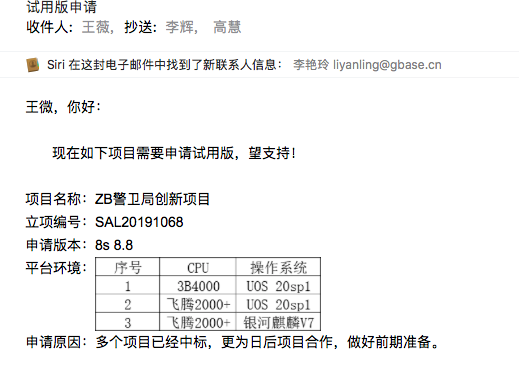 试用版申请
收件人: 王薇, 抄送: 李辉, 高慧
Siri 在这封电子邮件中找到了新联系人信息: 李艳玲 liyanling@gbase.cn
王微，你好：
现在如下项目需要申请试用版，望支持！
项目名称：ZB警卫局创新项目
立项编号：SAL20191068
申请版本：8s 8.8
平台环境：
序号 CPU 操作系统
1 3B4000 UOS 20sp1
2 飞腾2000+ UOS 20sp1
3 飞腾2000+ 银河麒麟V7
申请原因：多个项目已经中标，更为日后项目合作，做好前期准备。